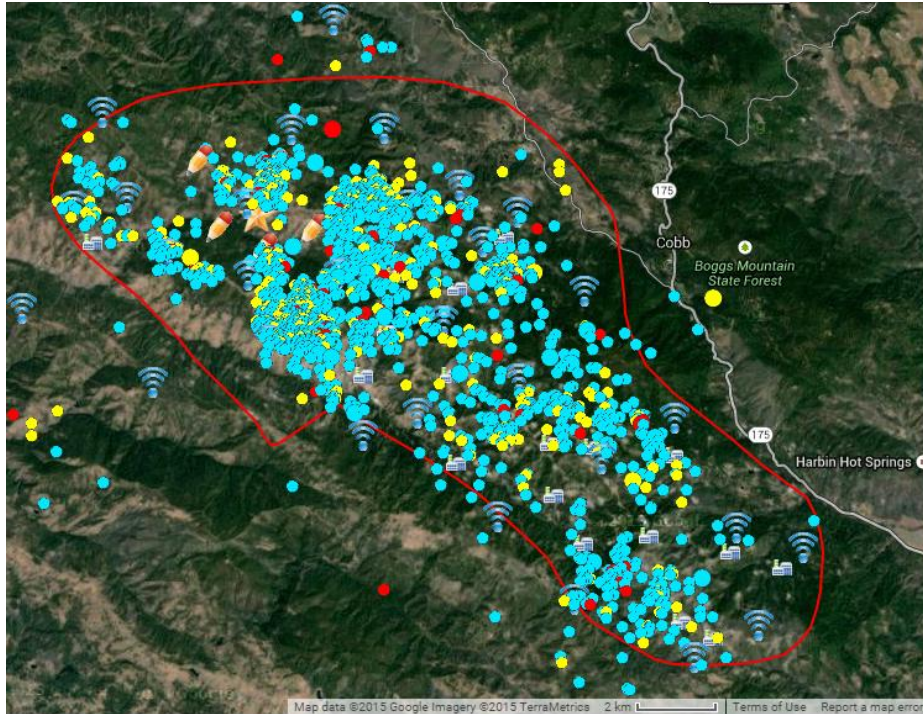 175
Cobb
Boggs Mountain
State Forest
175
Harbin Hot Springs
Map data ©2015 Google Imagery ©2015 TerraMetrics
2 km
Terms of Use
Report a map error